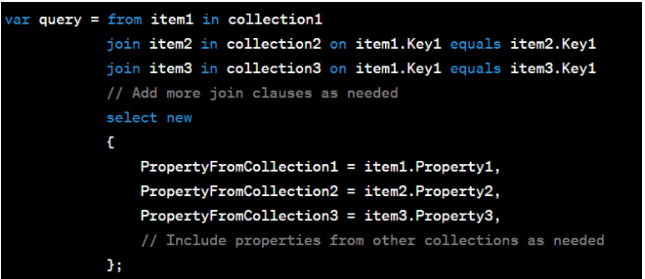 var query = from item1 in collection1
            join item2 in collection2 on item1.Key1 equals item2.Key1
            join item3 in collection3 on item1.Key1 equals item3.Key1
            // Add more join clauses as needed
            select new
            {
                PropertyFromCollection1 = item1.Property1,
                PropertyFromCollection2 = item2.Property2,
                PropertyFromCollection3 = item3.Property3,
                // Include properties from other collections as needed
            };